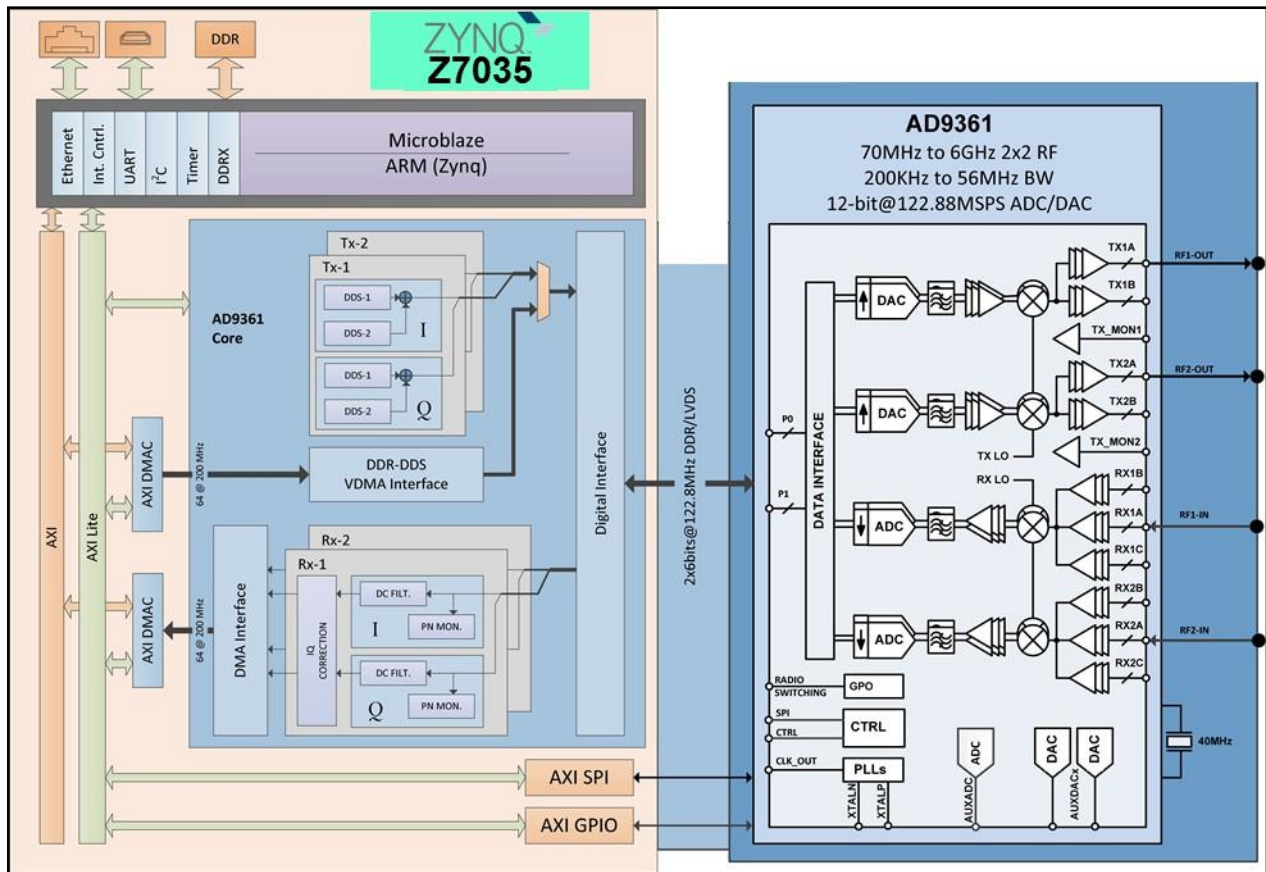 ZYNQ
Z7035
DDR
Ethernet
Int. Cntrl.
UART
I²C
Timer
DDRX
Microblaze
ARM (Zynq)
AXI
AXI Lite
AD9361
Core
Tx-2
Tx-1
DDS-1
DDS-2
I
DDS-1
DDS-2
Q
AXI DMAC
64 @ 200 MHz
DDR-DDS
VDMA Interface
Digital Interface
AXI DMAC
64 @ 200 MHz
DMA Interface
Rx-2
Rx-1
IQ
CORRECTION
DC FILT.
I
PN MON.
DC FILT.
Q
PN MON.
AXI SPI
AXI GPIO
2x6bits@122.8MHz DDR/LVDS
AD9361
70MHz to 6GHz 2x2 RF
200KHz to 56MHz BW
12-bit@122.88MSPS ADC/DAC
DATA INTERFACE
P0
P1
DAC
TX1A
TX1B
TX_MON1
DAC
TX2A
TX2B
TX_MON2
TX LO
RX LO
ADC
RX1B
RX1A
RX1C
ADC
RX2B
RX2A
RX2C
RF1-OUT
RF2-OUT
RF1-IN
RF2-IN
RADIO
SWITCHING
GPO
SPI
CTRL
CTRL
CLK_OUT
PLLs
XTALN
XTALP
ADC
AUXADC
DAC
DAC
AUXDACx
40MHz